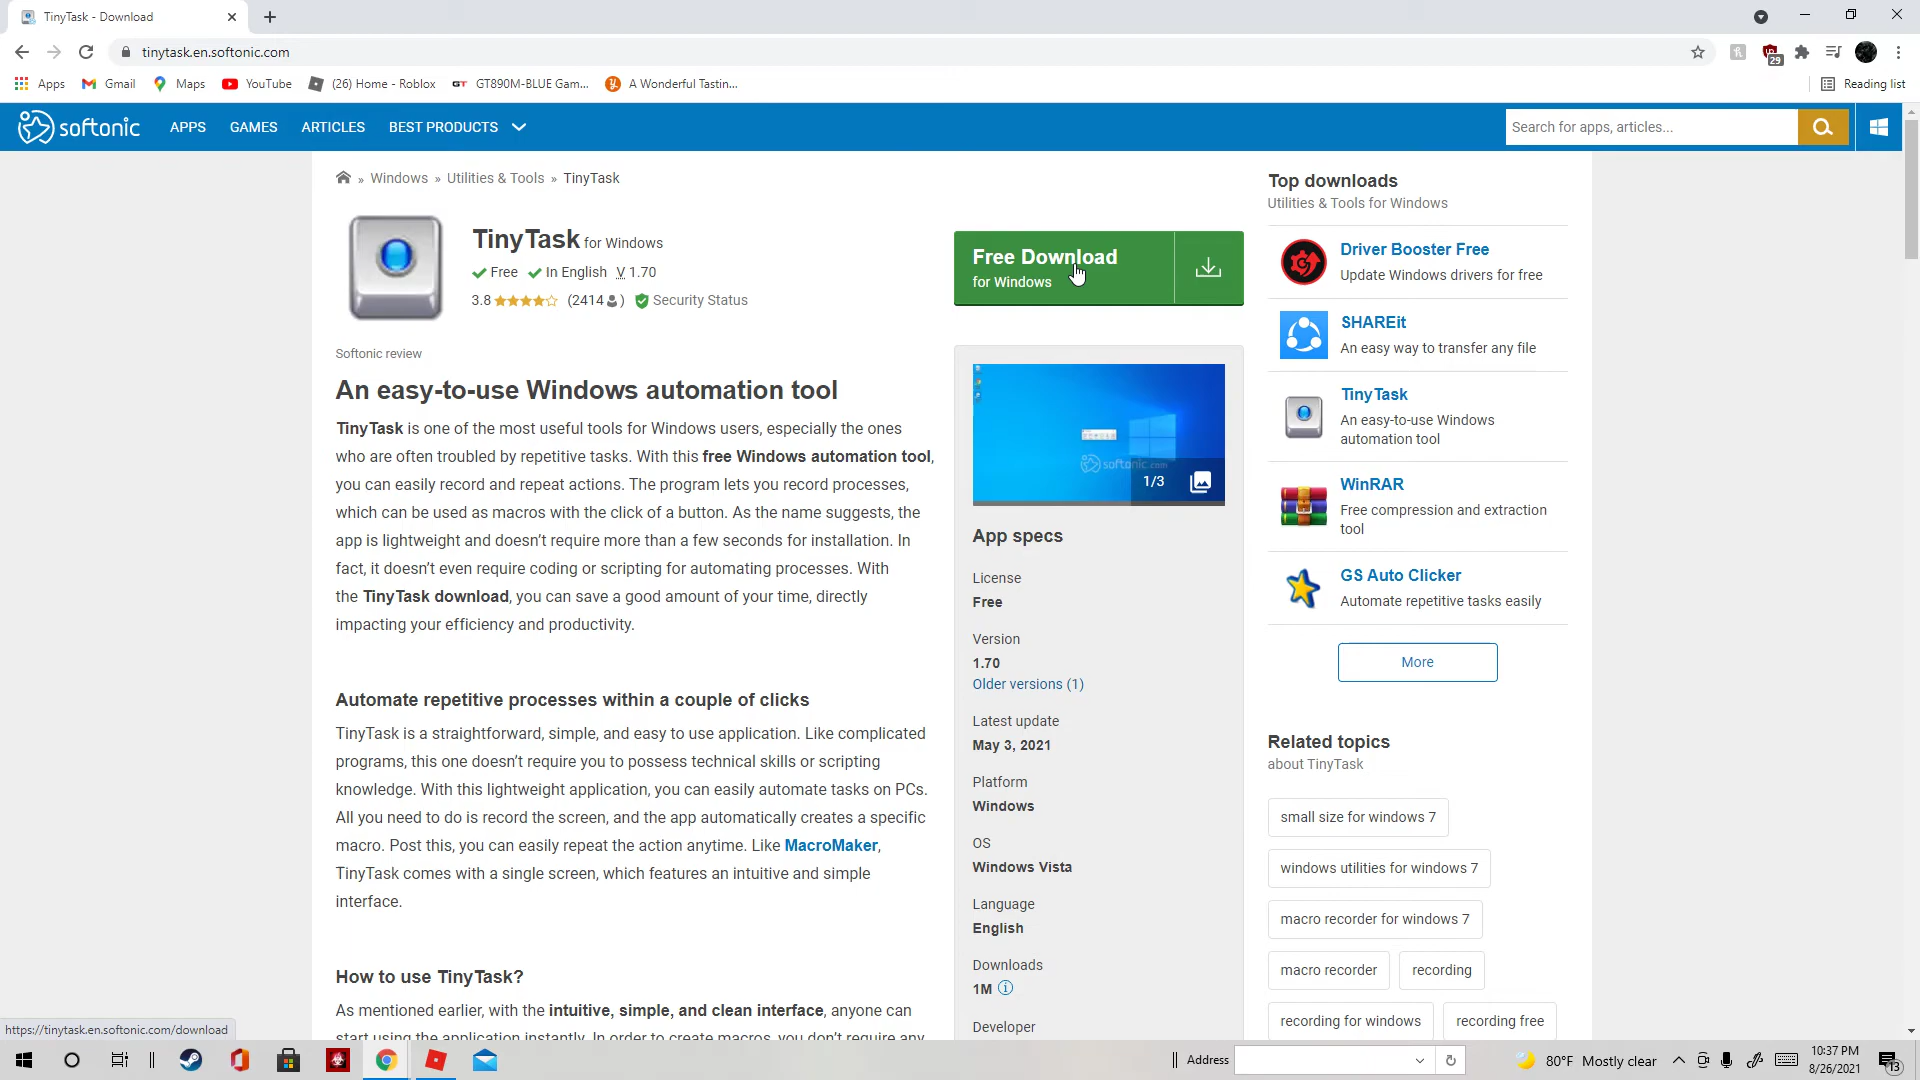 TinyTask - Download
tinytask.en.softonic.com
29
Apps
Gmail
Maps
YouTube
(26) Home - Roblox
GT
GT890M-BLUE Gam...
A Wonderful Tastin...
Reading list
softonic
APPS
GAMES
ARTICLES
BEST PRODUCTS
Search for apps, articles...
» Windows » Utilities & Tools » TinyTask
TinyTask for Windows
Free In English V 1.70
3.8 (2414 ) Security Status
Free Download
for Windows
Softonic review
An easy-to-use Windows automation tool
TinyTask is one of the most useful tools for Windows users, especially the ones
who are often troubled by repetitive tasks. With this free Windows automation tool,
you can easily record and repeat actions. The program lets you record processes,
which can be used as macros with the click of a button. As the name suggests, the
app is lightweight and doesn’t require more than a few seconds for installation. In
fact, it doesn’t even require coding or scripting for automating processes. With
the TinyTask download, you can save a good amount of your time, directly
impacting your efficiency and productivity.
Automate repetitive processes within a couple of clicks
TinyTask is a straightforward, simple, and easy to use application. Like complicated
programs, this one doesn’t require you to possess technical skills or scripting
knowledge. With this lightweight application, you can easily automate tasks on PCs.
All you need to do is record the screen, and the app automatically creates a specific
macro. Post this, you can easily repeat the action anytime. Like MacroMaker,
TinyTask comes with a single screen, which features an intuitive and simple
interface.
How to use TinyTask?
As mentioned earlier, with the intuitive, simple, and clean interface, anyone can
start using the application instantly. In order to create macros, you don’t require any
softonic.com
1/3
App specs
License
Free
Version
1.70
Older versions (1)
Latest update
May 3, 2021
Platform
Windows
OS
Windows Vista
Language
English
Downloads
1M
Developer
Top downloads
Utilities & Tools for Windows
Driver Booster Free
Update Windows drivers for free
SHAREit
An easy way to transfer any file
TinyTask
An easy-to-use Windows
automation tool
WinRAR
Free compression and extraction
tool
GS Auto Clicker
Automate repetitive tasks easily
More
Related topics
about TinyTask
small size for windows 7
windows utilities for windows 7
macro recorder for windows 7
macro recorder
recording
recording for windows
recording free
https://tinytask.en.softonic.com/download
Address
80°F Mostly clear
10:37 PM
8/26/2021
13